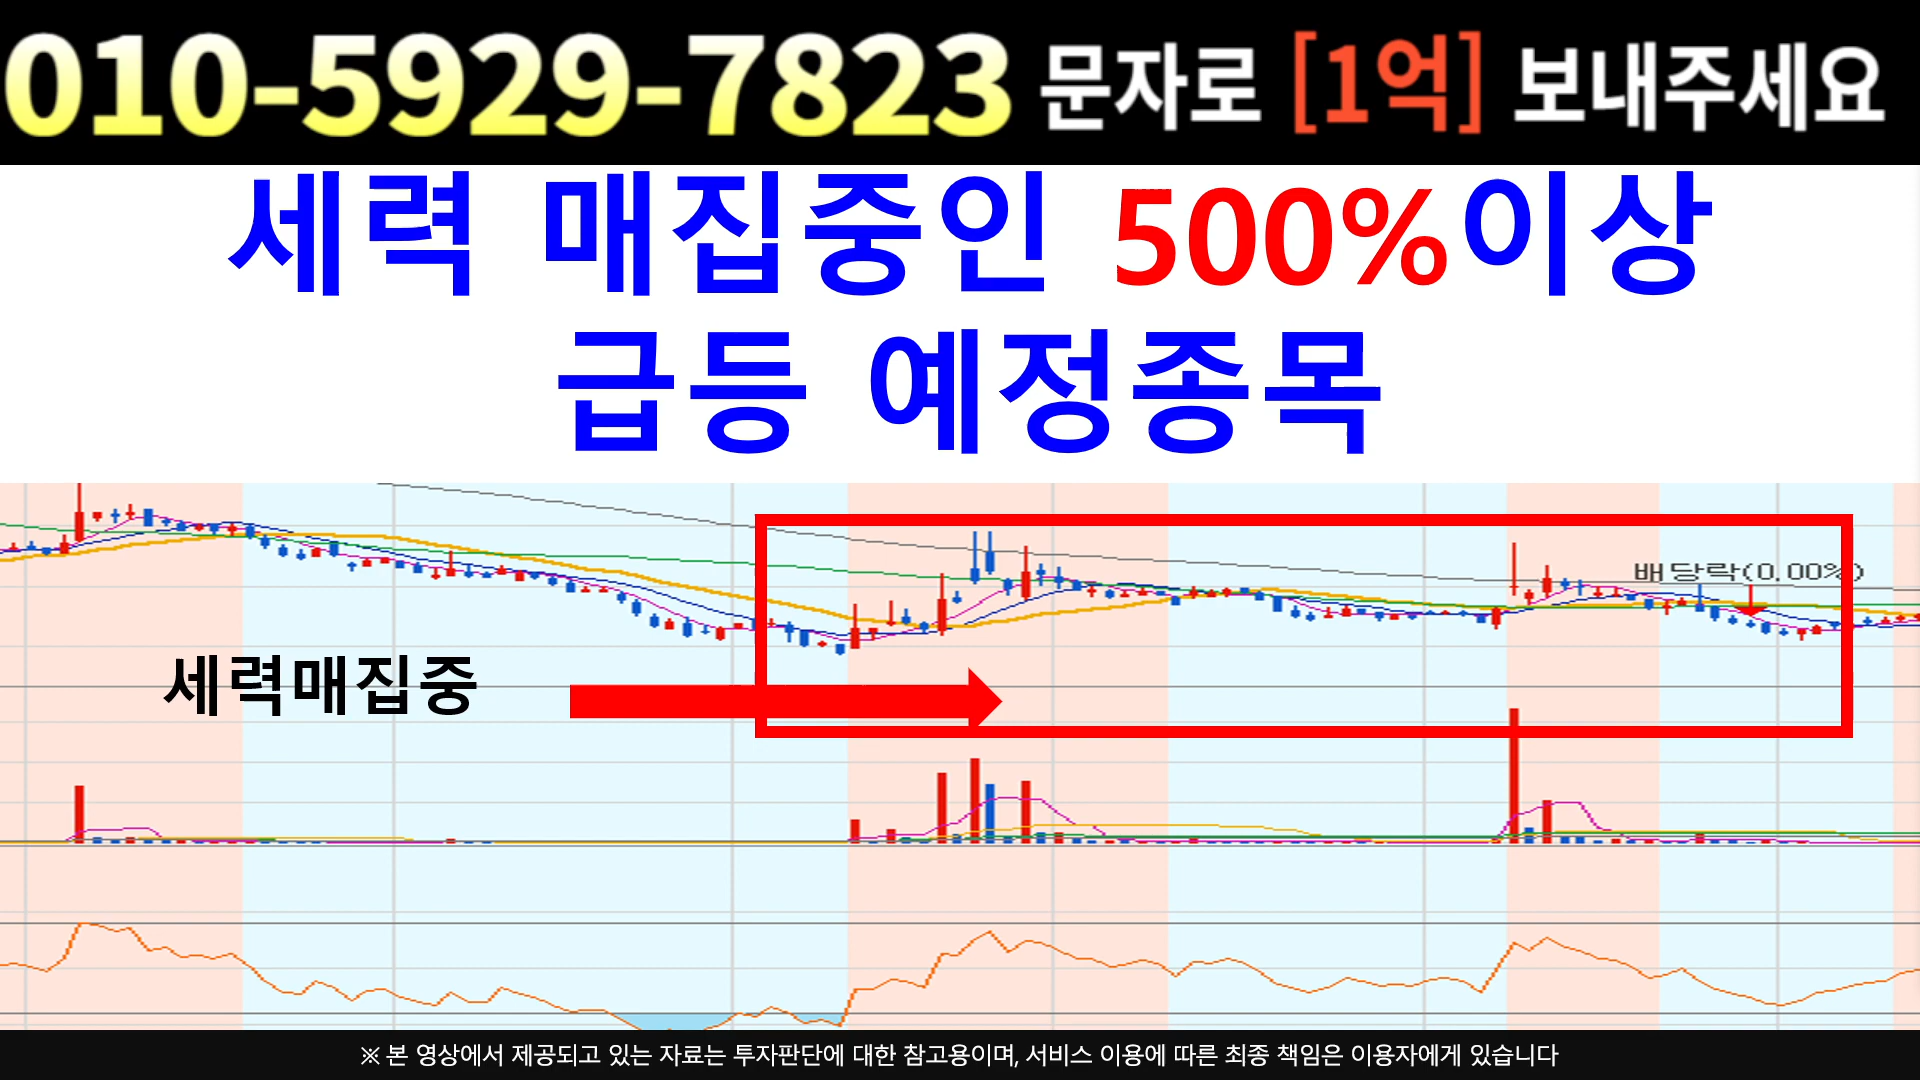 010-5929-7823 문자로 [1억] 보내주세요
세력 매집중인 500%이상
급등 예정종목
배당락(0.00%)
세력매집중
※ 본 영상에서 제공되고 있는 자료는 투자판단에 대한 참고용이며, 서비스 이용에 따른 최종 책임은 이용자에게 있습니다